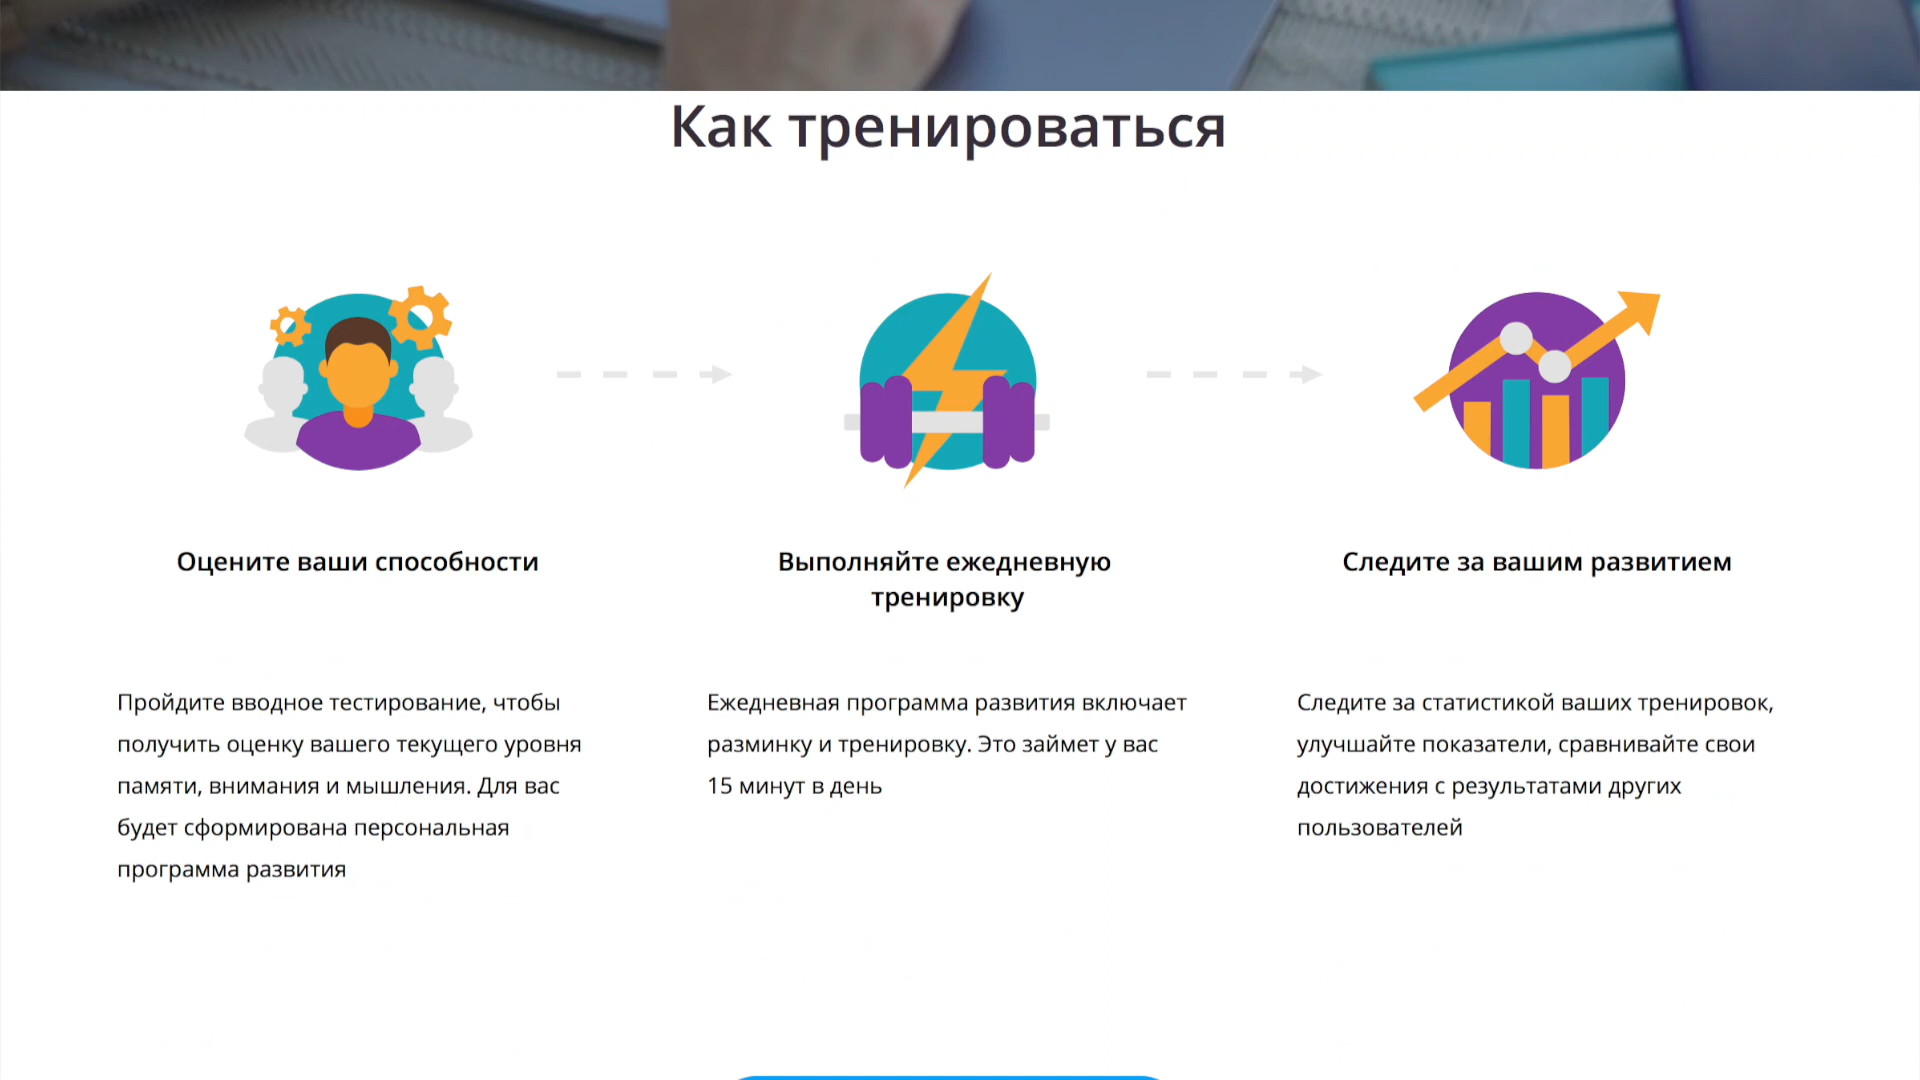 Как тренироваться
Оцените ваши способности
Пройдите вводное тестирование, чтобы
получить оценку вашего текущего уровня
памяти, внимания и мышления. Для вас
будет сформирована персональная
программа развития
Выполняйте ежедневную
тренировку
Ежедневная программа развития включает
разминку и тренировку. Это займет у вас
15 минут в день
Следите за вашим развитием
Следите за статистикой ваших тренировок,
улучшайте показатели, сравнивайте свои
достижения с результатами других
пользователей